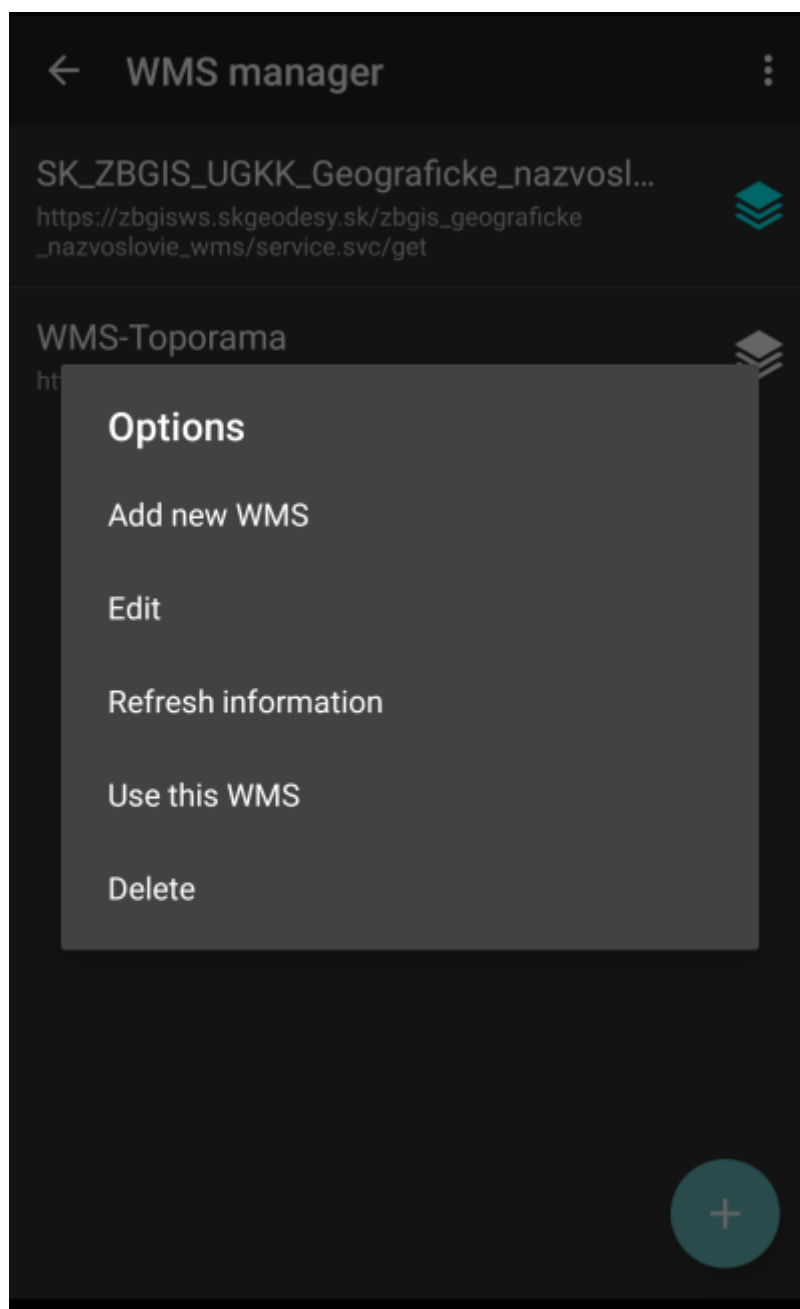 WMS manager
SK_ZBGIS_UGKK_Geograficke_nazvosl...
https://zbgisws.skgeodesy.sk/zbgis_geograficke
_nazvoslovie_wms/service.svc/get
WMS-Toporama
Options
Add new WMS
Edit
Refresh information
Use this WMS
Delete